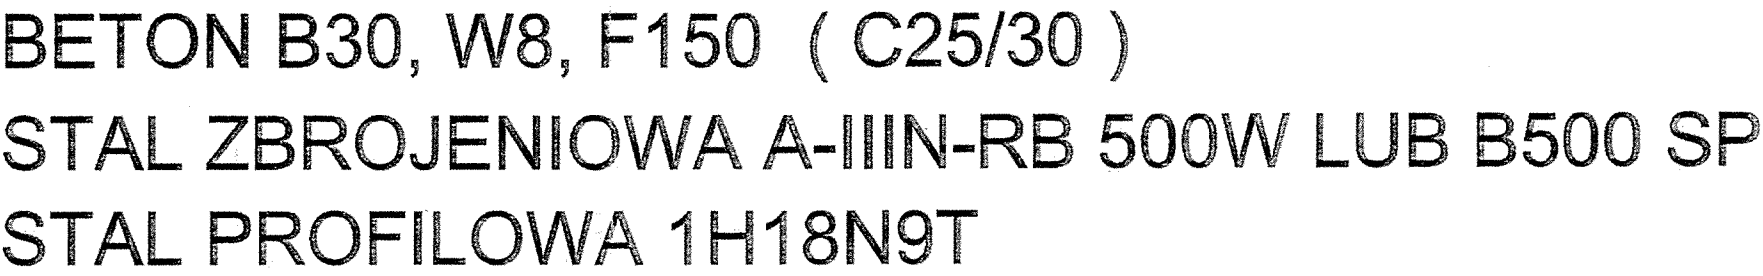 BETON B30, W8, F150 ( C25/30 )
STAL ZBROJENIOWA A-IIIN-RB 500W LUB B500 SP
STAL PROFILOWA 1H18N9T